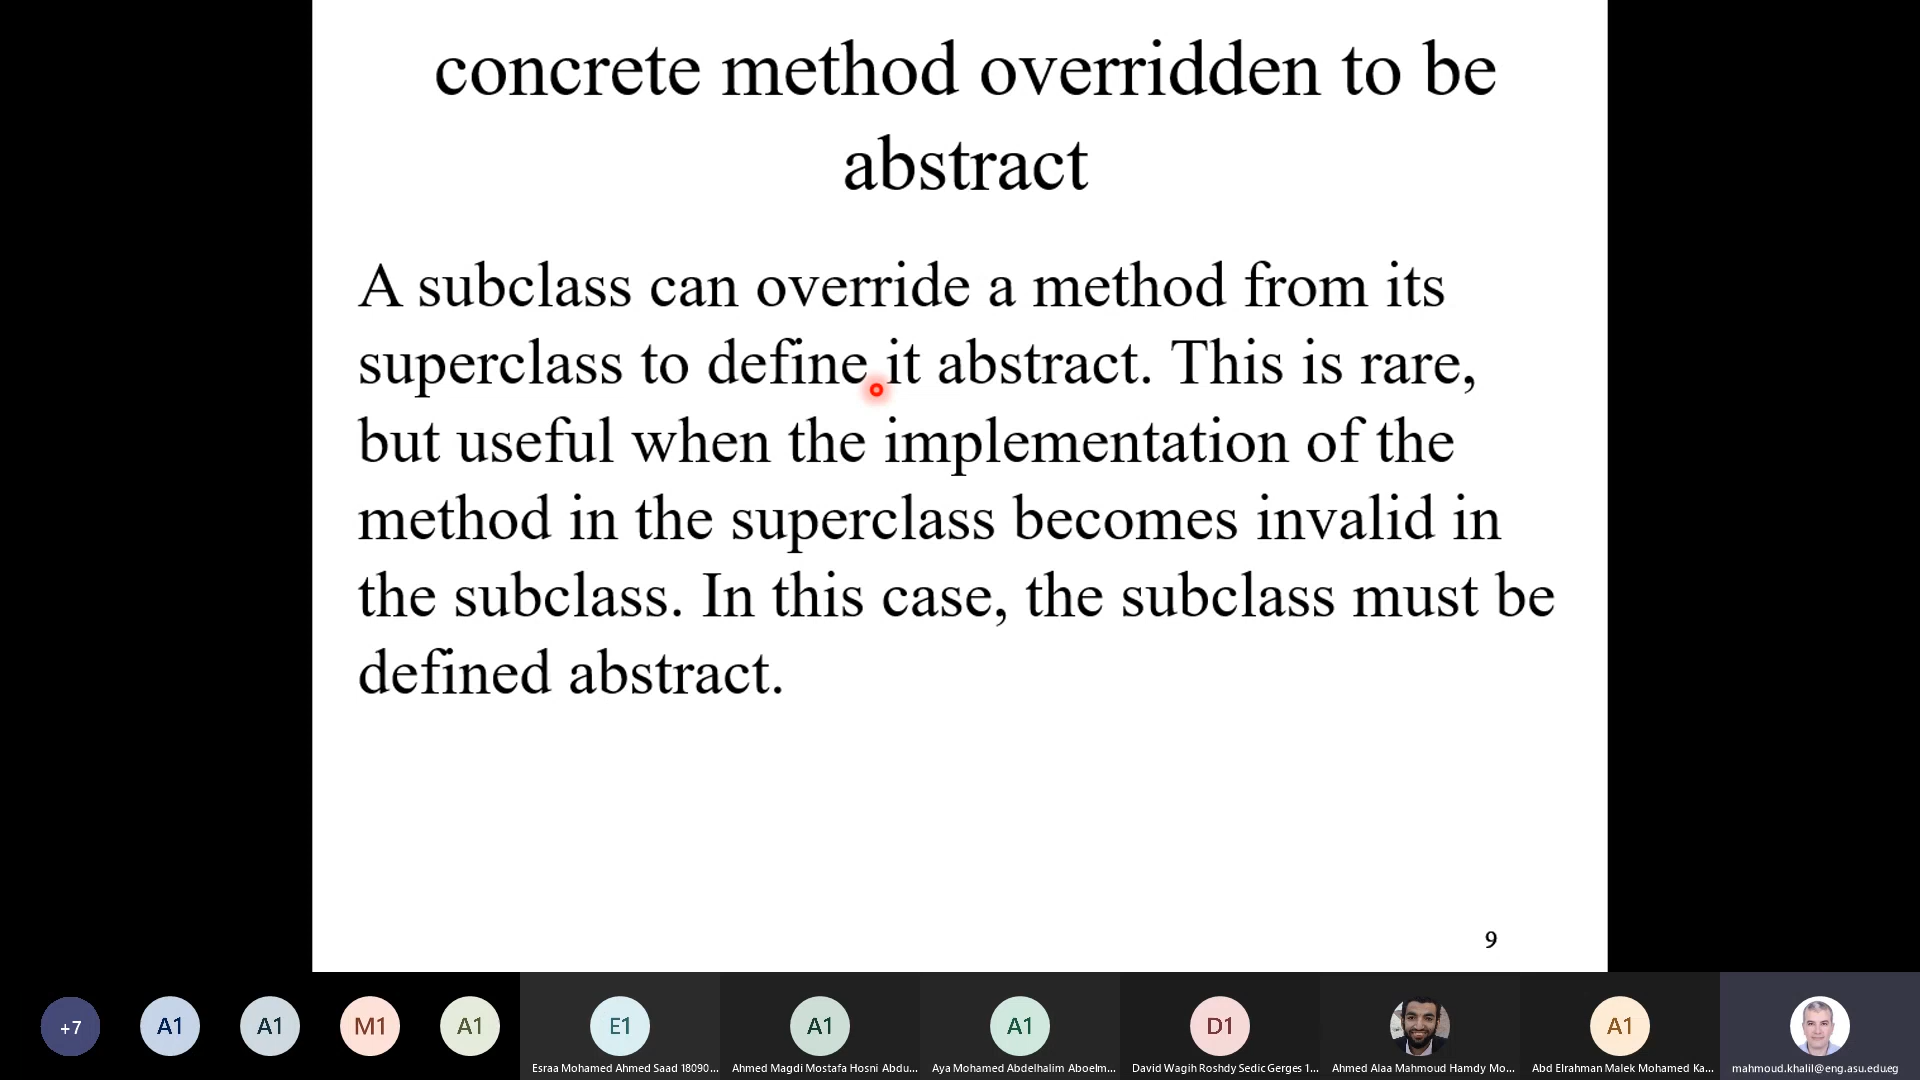 concrete method overridden to be
abstract
A subclass can override a method from its
superclass to define it abstract. This is rare,
but useful when the implementation of the
method in the superclass becomes invalid in
the subclass. In this case, the subclass must be
defined abstract.
9
+7
A1
A1
M1
A1
E1
A1
A1
D1
A1
Esraa Mohamed Ahmed Saad 18090...
Ahmed Magdi Mostafa Hosni Abdu...
Aya Mohamed Abdelhalim Aboelm...
David Wagih Roshdy Sedic Gerges 1...
Ahmed Alaa Mahmoud Hamdy Mo...
Abd Elrahman Malek Mohamed Ka...
mahmoud.khalil@eng.asu.edu.eg